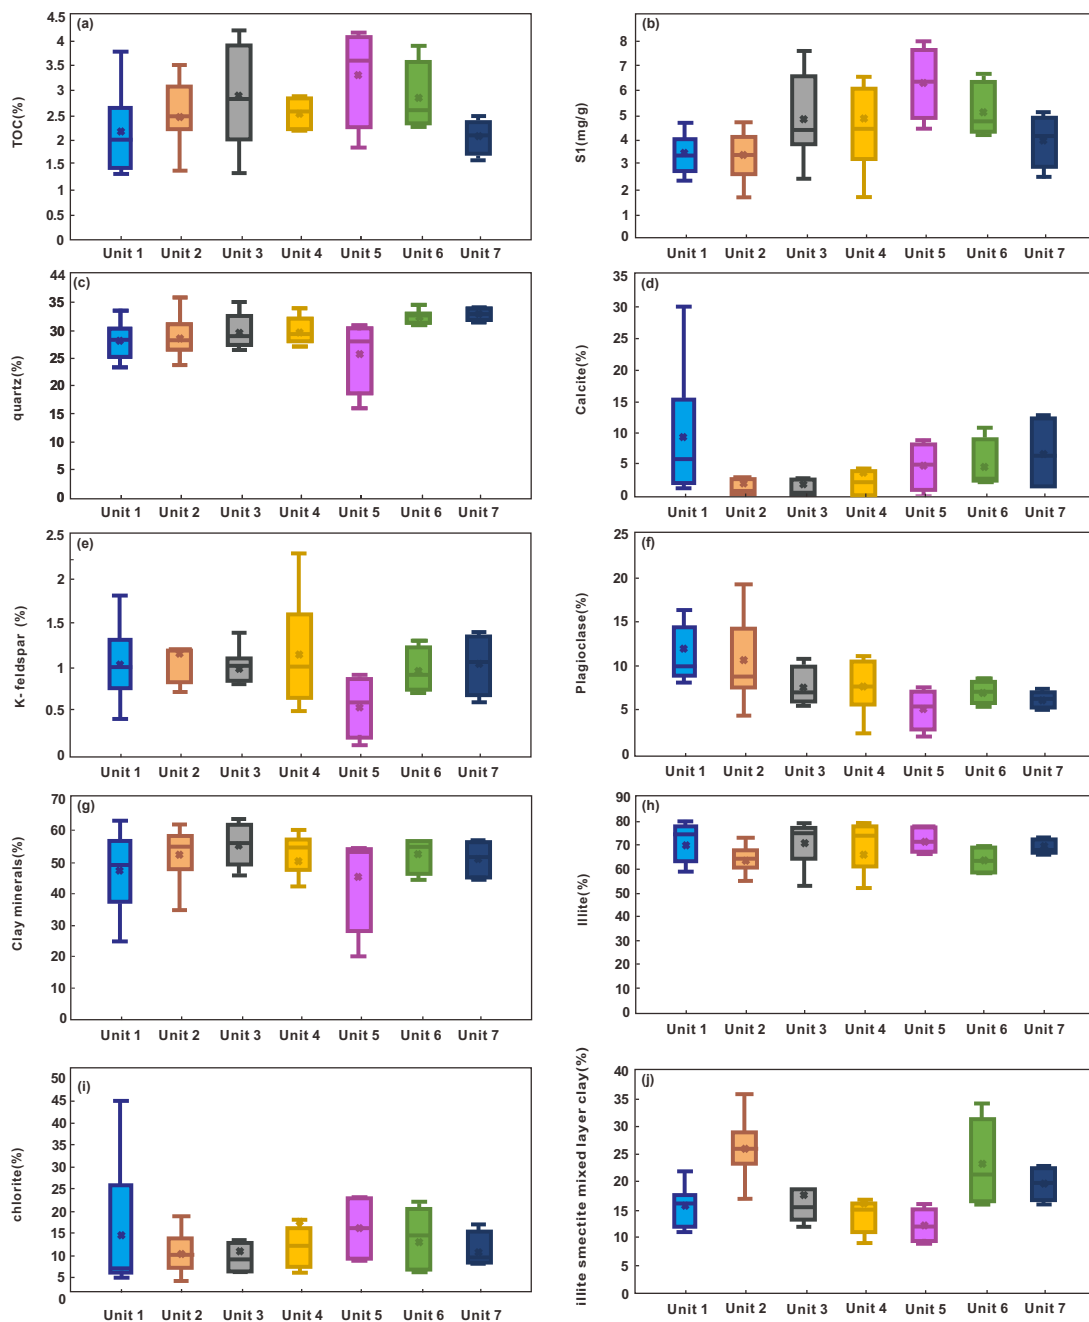 (a)
4.5
4
3.5
3
2.5
2
1.5
1
0.5
0
TOC(%)
Unit 1 Unit 2 Unit 3 Unit 4 Unit 5 Unit 6 Unit 7
(b)
8
7
6
5
4
3
2
1
0
S1(mg/g)
Unit 1 Unit 2 Unit 3 Unit 4 Unit 5 Unit 6 Unit 7
(c)
44
35
30
25
20
15
10
5
0
quartz(%)
Unit 1 Unit 2 Unit 3 Unit 4 Unit 5 Unit 6 Unit 7
(d)
35
30
25
20
15
10
5
0
Calcite(%)
Unit 1 Unit 2 Unit 3 Unit 4 Unit 5 Unit 6 Unit 7
(e)
2.5
2
1.5
1
0.5
0
K- feldspar (%)
Unit 1 Unit 2 Unit 3 Unit 4 Unit 5 Unit 6 Unit 7
(f)
25
20
15
10
5
0
Plagioclase(%)
Unit 1 Unit 2 Unit 3 Unit 4 Unit 5 Unit 6 Unit 7
(g)
70
60
50
40
30
20
10
0
Clay minerals(%)
Unit 1 Unit 2 Unit 3 Unit 4 Unit 5 Unit 6 Unit 7
(h)
90
80
70
60
50
40
30
20
10
0
Illite(%)
Unit 1 Unit 2 Unit 3 Unit 4 Unit 5 Unit 6 Unit 7
(i)
50
45
40
35
30
25
20
15
10
5
0
chlorite(%)
Unit 1 Unit 2 Unit 3 Unit 4 Unit 5 Unit 6 Unit 7
(j)
40
35
30
25
20
15
10
5
0
illite smectite mixed layer clay(%)
Unit 1 Unit 2 Unit 3 Unit 4 Unit 5 Unit 6 Unit 7